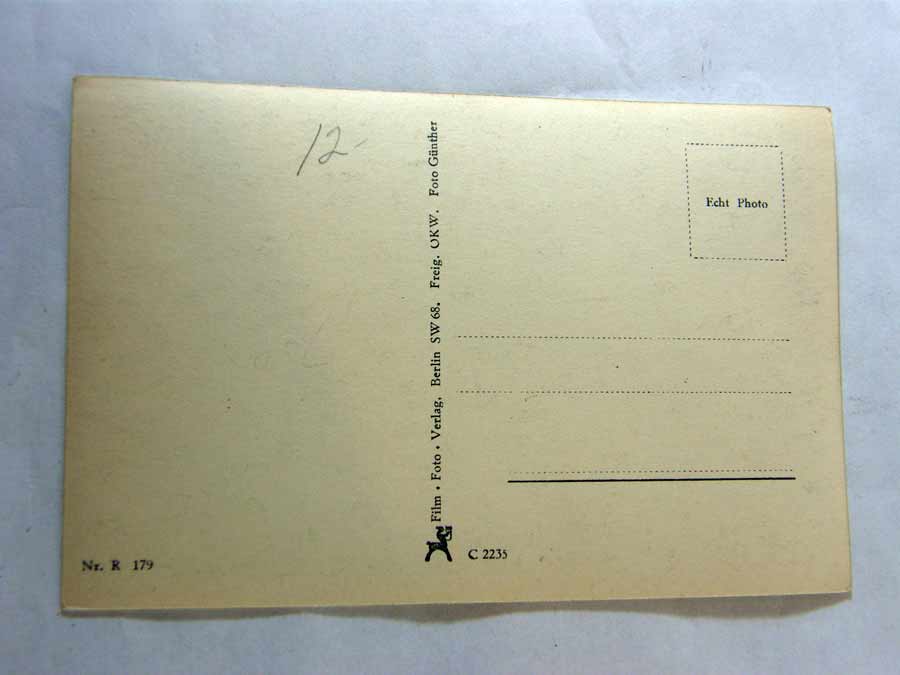 12-
Echt Photo
Film • Foto • Verlag, Berlin SW 68. Freig. OKW. Foto Günther
C 2235
Nr. R 179